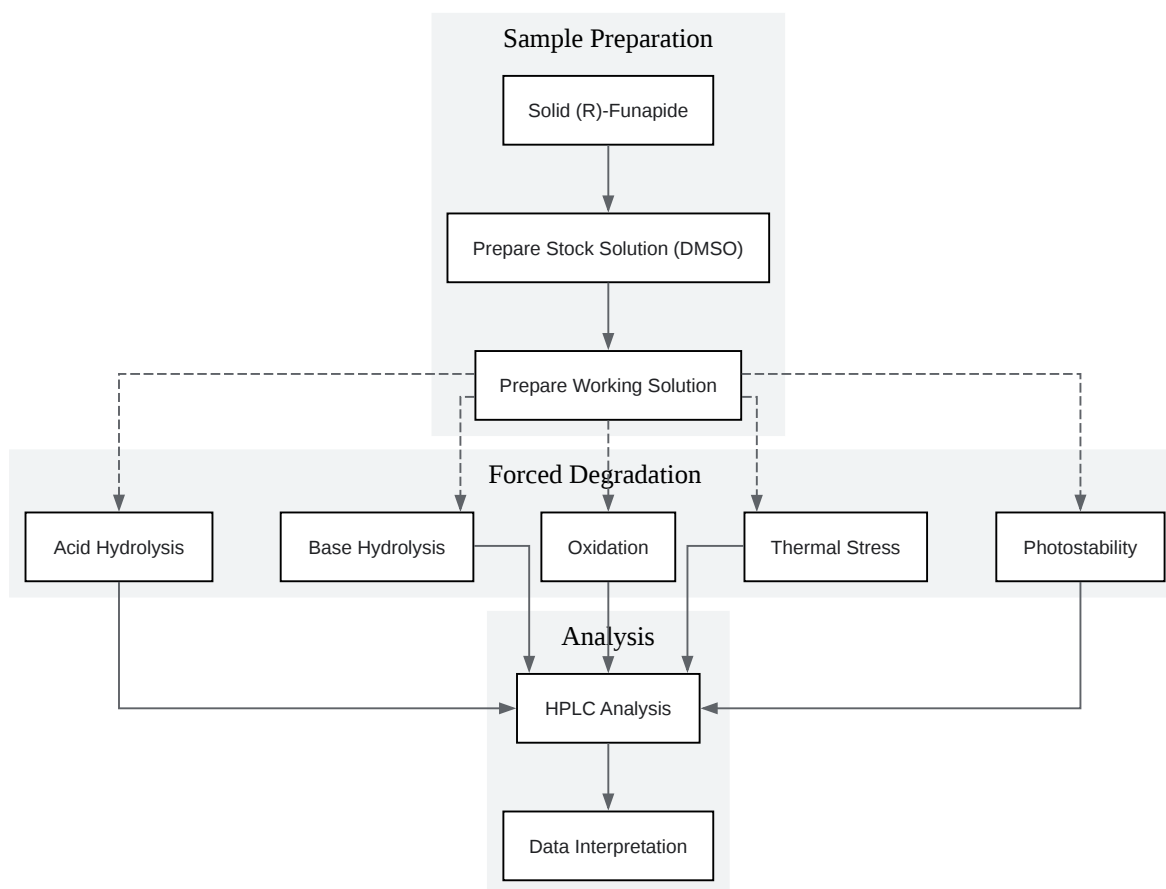 Sample Preparation
Solid (R)-Funapide
Prepare Stock Solution (DMSO)
Prepare Working Solution
Forced Degradation
Acid Hydrolysis
Base Hydrolysis
Oxidation
Thermal Stress
Photostability
Analysis
HPLC Analysis
Data Interpretation